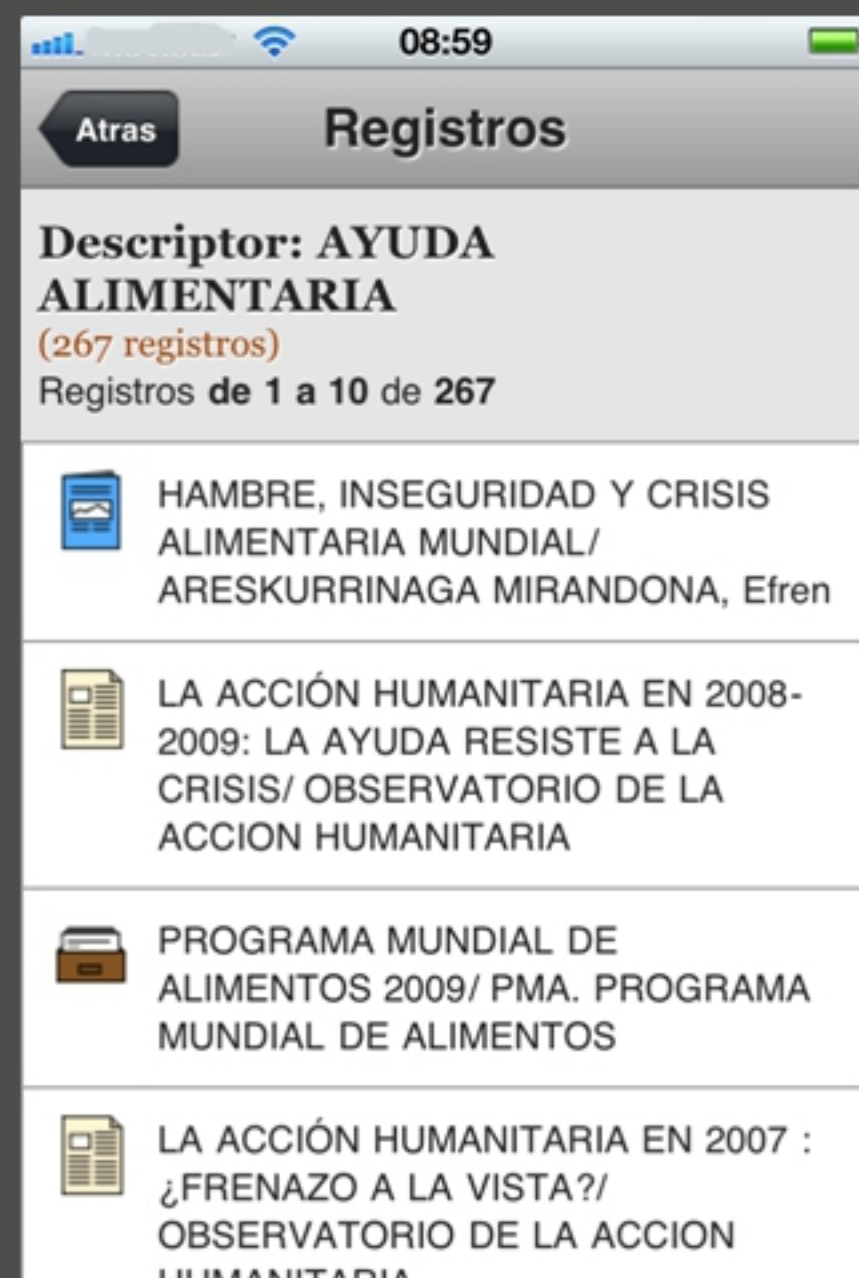 08:59
Atras
Registros
Descriptor: AYUDA
ALIMENTARIA
(267 registros)
Registros de 1 a 10 de 267
HAMBRE, INSEGURIDAD Y CRISIS
ALIMENTARIA MUNDIAL/
ARESKURRINAGA MIRANDONA, Efren
LA ACCIÓN HUMANITARIA EN 2008-
2009: LA AYUDA RESISTE A LA
CRISIS/ OBSERVATORIO DE LA
ACCION HUMANITARIA
PROGRAMA MUNDIAL DE
ALIMENTOS 2009/ PMA. PROGRAMA
MUNDIAL DE ALIMENTOS
LA ACCIÓN HUMANITARIA EN 2007 :
¿FRENAZO A LA VISTA?/
OBSERVATORIO DE LA ACCION
HUMANITARIA